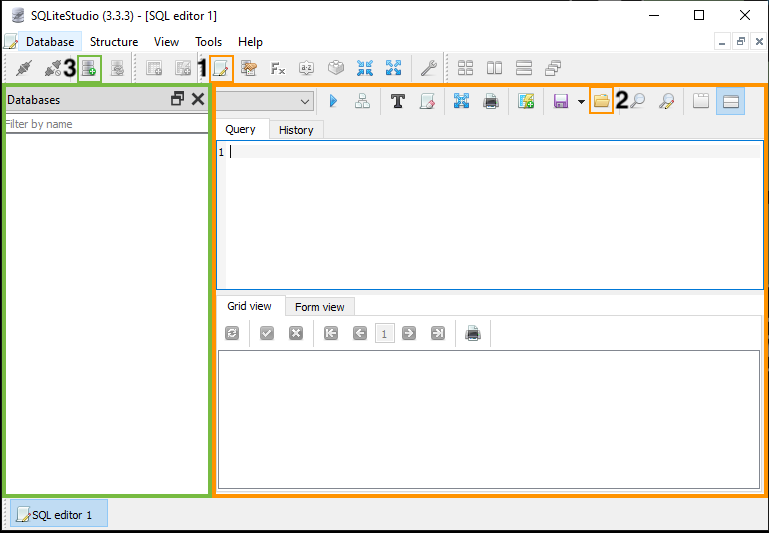 SQLiteStudio (3.3.3) - [SQL editor 1]
Database Structure View Tools Help
3 1 Fx a-z
Databases
2
Filter by name
T
Query History
1
Grid view Form view
1
SQL editor 1